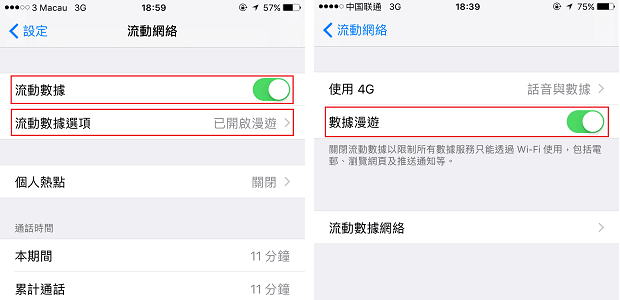 3 Macau 3G 18:59 57%
設定 流動網絡
流動數據
流動數據選項 已開啟漫遊
個人熱點 關閉
通話時間
本期間 11 分鐘
累計通話 11 分鐘
中国联通 3G 18:39 75%
流動網絡
使用 4G 話音與數據
數據漫遊
關閉流動數據以限制所有數據服務只能透過 Wi-Fi 使用，包括電
郵、瀏覽網頁及推送通知等。
流動數據網絡